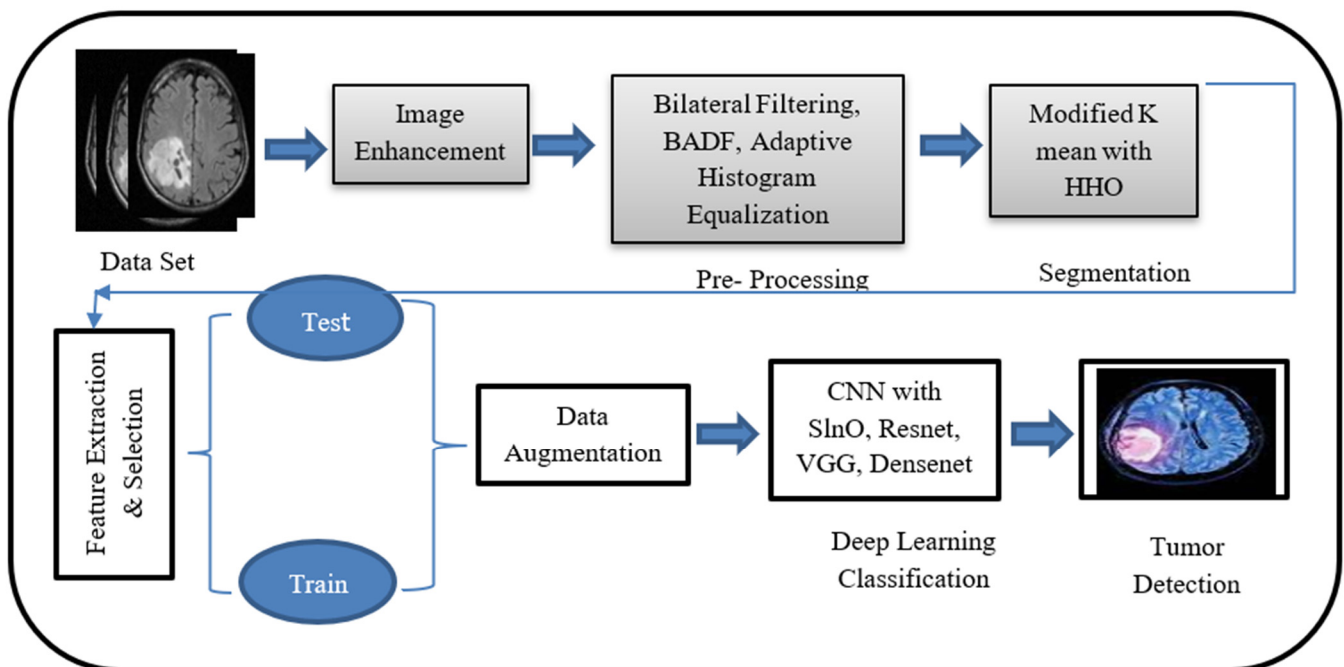 Image
Enhancement
Bilateral Filtering,
BADF, Adaptive
Histogram
Equalization
Modified K
mean with
HHO
Data Set
Pre- Processing
Segmentation
Feature Extraction
& Selection
Test
Train
Data
Augmentation
CNN with
SlnO, Resnet,
VGG, Densenet
Deep Learning
Classification
Tumor
Detection